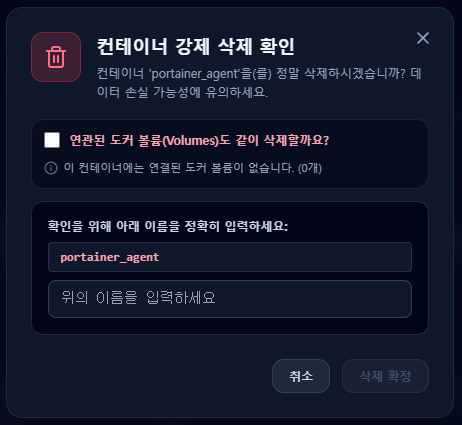 컨테이너 강제 삭제 확인
컨테이너 'portainer_agent'을(를) 정말 삭제하시겠습니까? 데
이터 손실 가능성에 유의하세요.
연관된 도커 볼륨(Volumes)도 같이 삭제할까요?
이 컨테이너에는 연결된 도커 볼륨이 없습니다. (0개)
확인을 위해 아래 이름을 정확히 입력하세요:
portainer_agent
위의 이름을 입력하세요
취소
삭제 확정